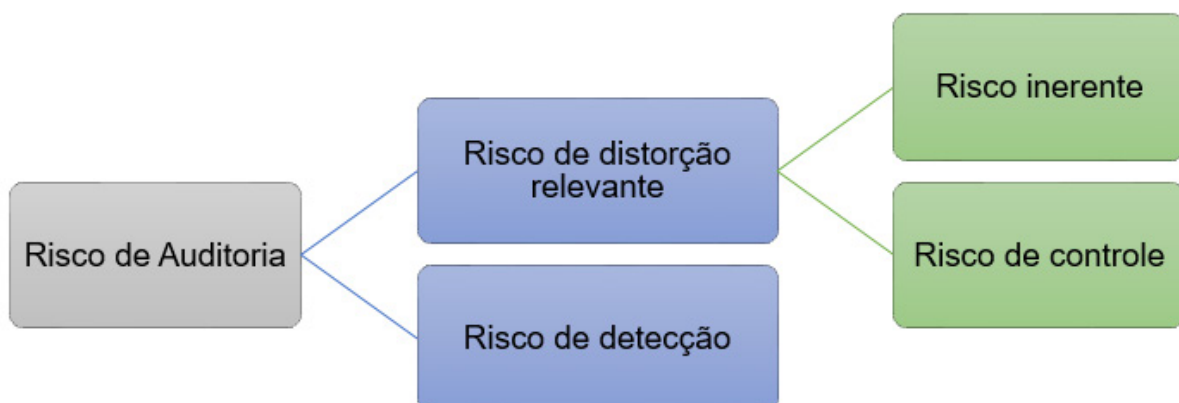 Risco de Auditoria
Risco de distorção
relevante
Risco de detecção
Risco inerente
Risco de controle